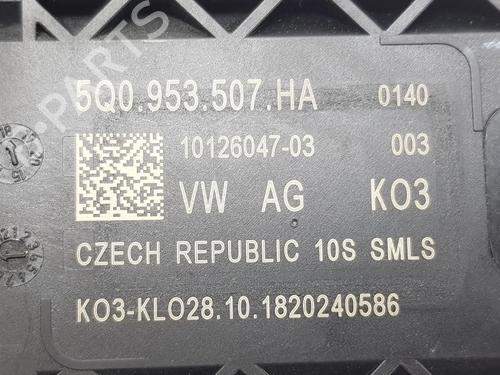 5Q0.953.507.HA 0140
10126047-03 003
VW AG KO3
CZECH REPUBLIC 10S SMLS
KO3-KLO28.10.1820240586
PARTS